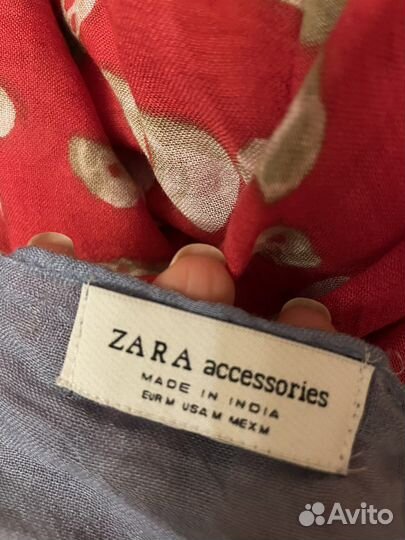 ZARA accessories
MADE IN INDIA
EUR M USA M MEX M
Avito